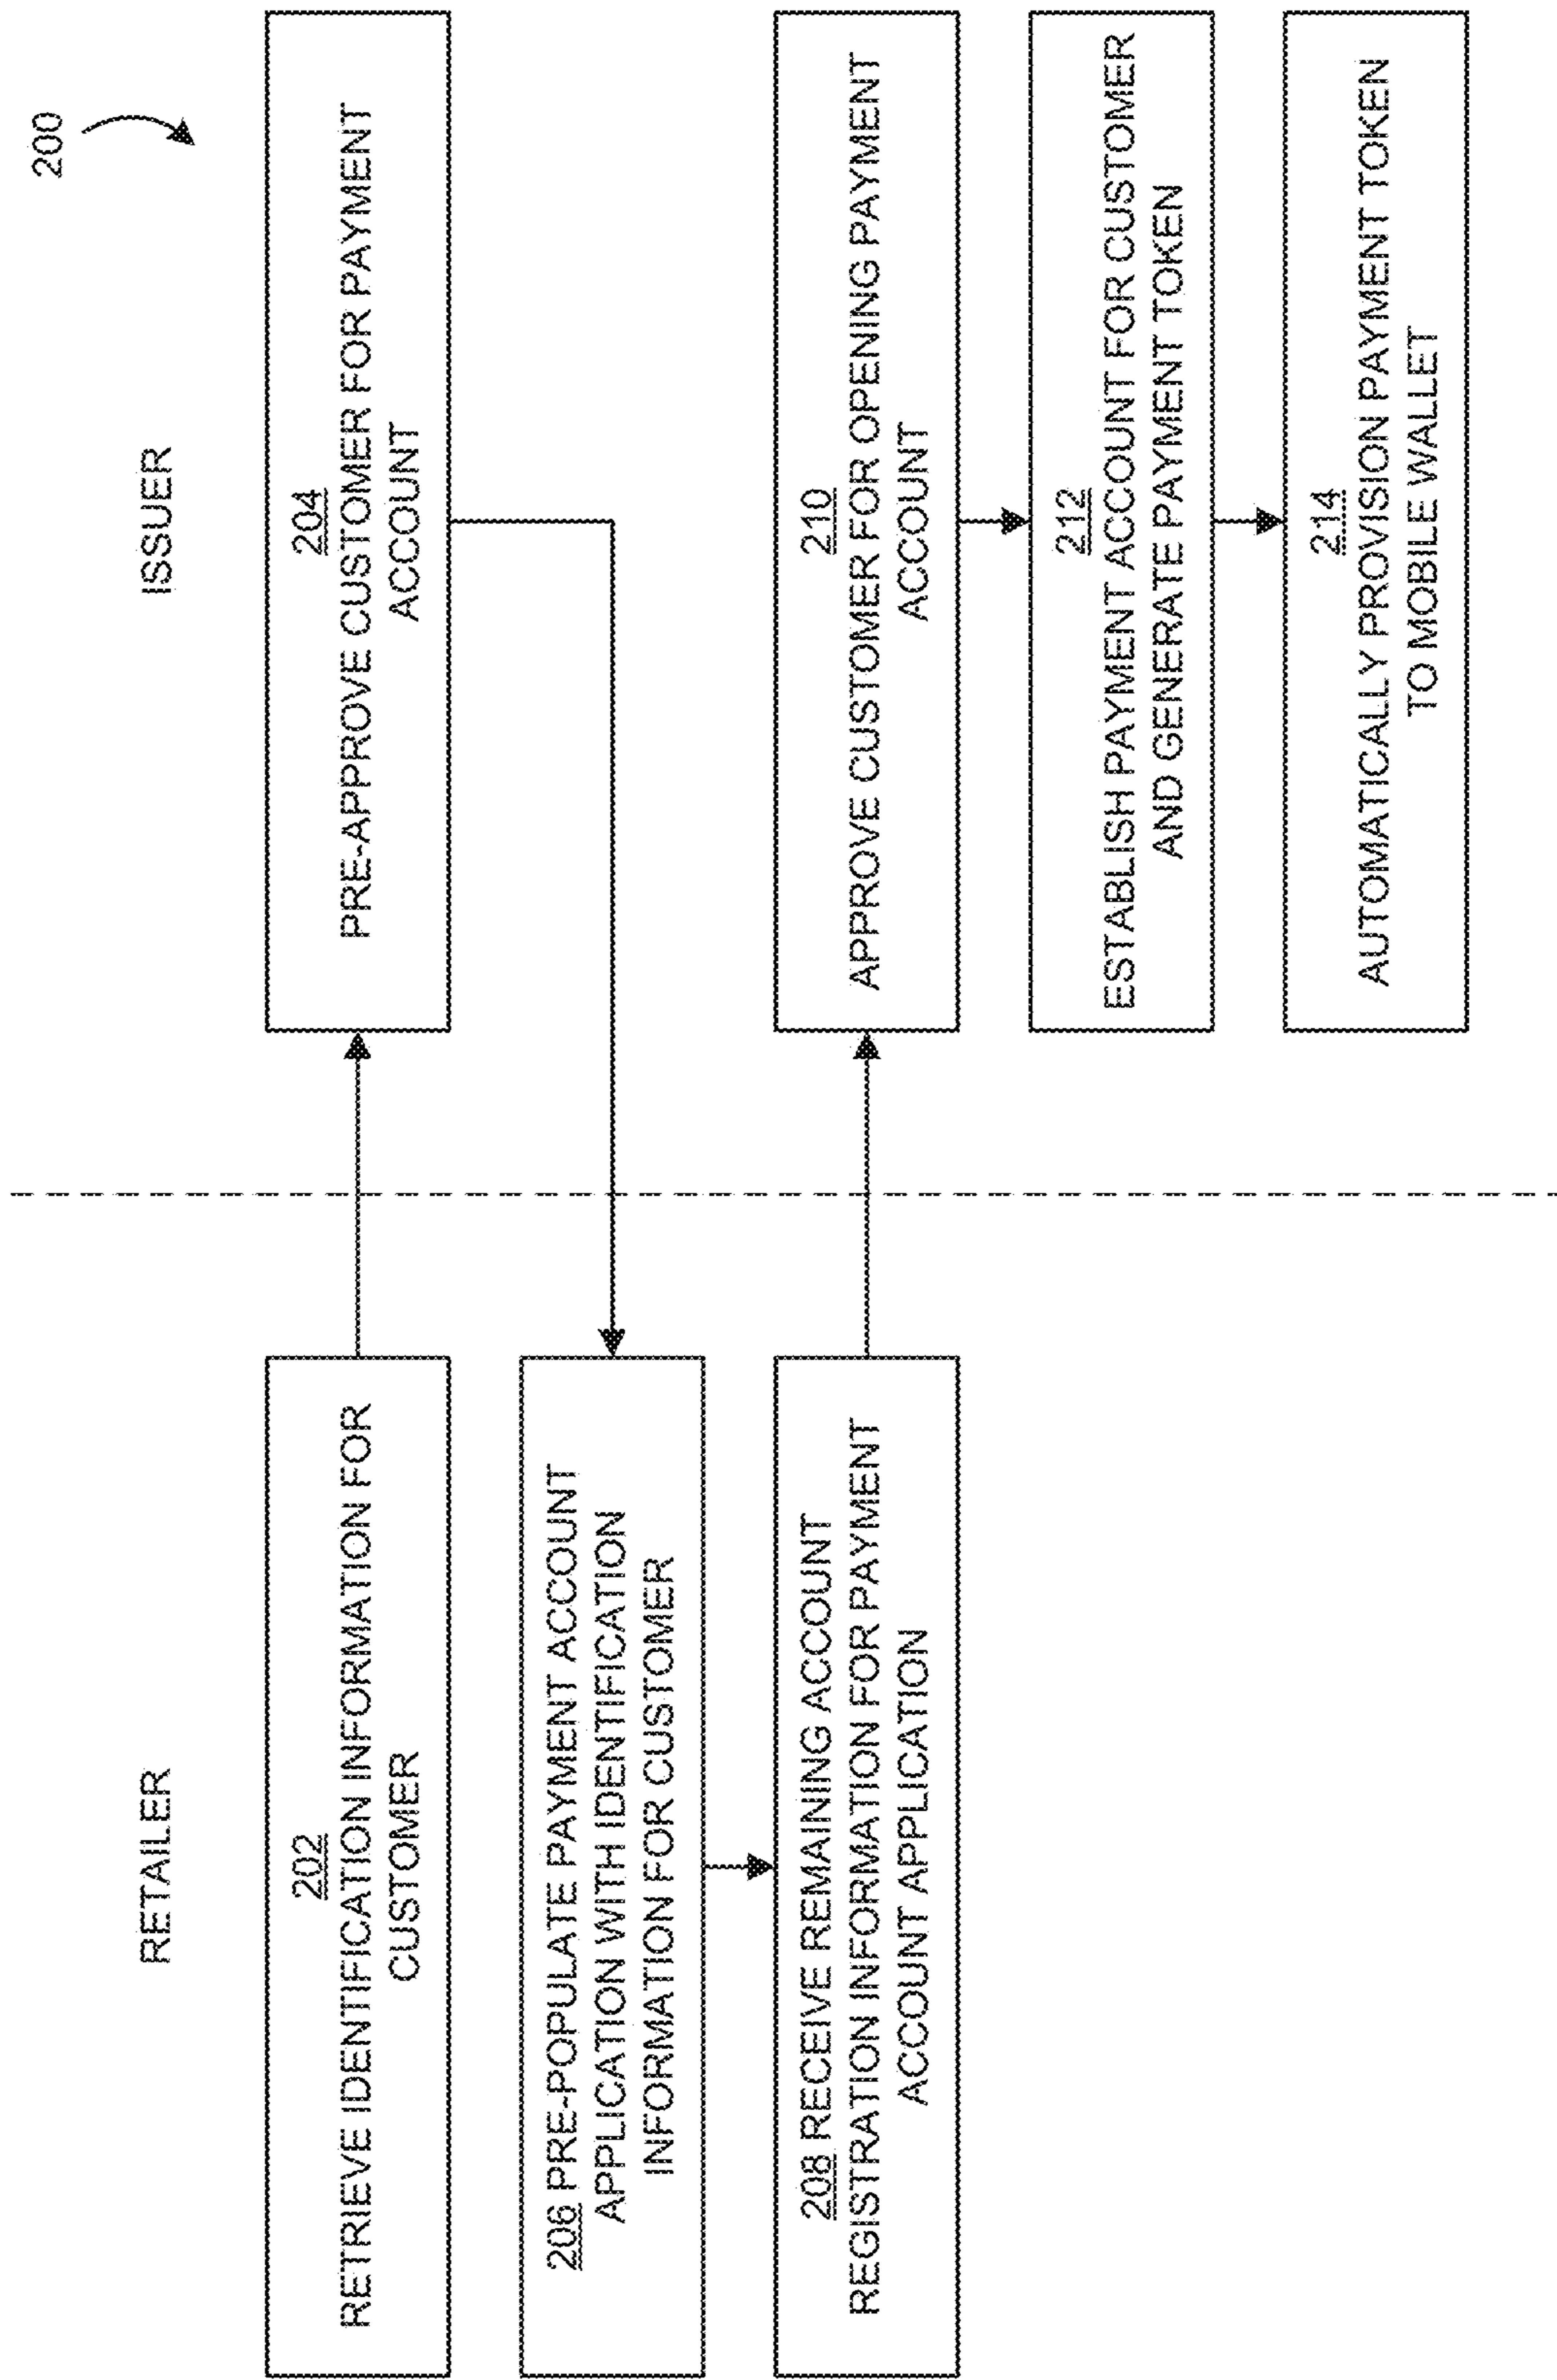 200
RETAILER
ISSUER
202
RETRIEVE IDENTIFICATION INFORMATION FOR
CUSTOMER
204
PRE-APPROVE CUSTOMER FOR PAYMENT
ACCOUNT
206 PRE-POPULATE PAYMENT ACCOUNT
APPLICATION WITH IDENTIFICATION
INFORMATION FOR CUSTOMER
208 RECEIVE REMAINING ACCOUNT
REGISTRATION INFORMATION FOR PAYMENT
ACCOUNT APPLICATION
210
APPROVE CUSTOMER FOR OPENING PAYMENT
ACCOUNT
212
ESTABLISH PAYMENT ACCOUNT FOR CUSTOMER
AND GENERATE PAYMENT TOKEN
214
AUTOMATICALLY PROVISION PAYMENT TOKEN
TO MOBILE WALLET